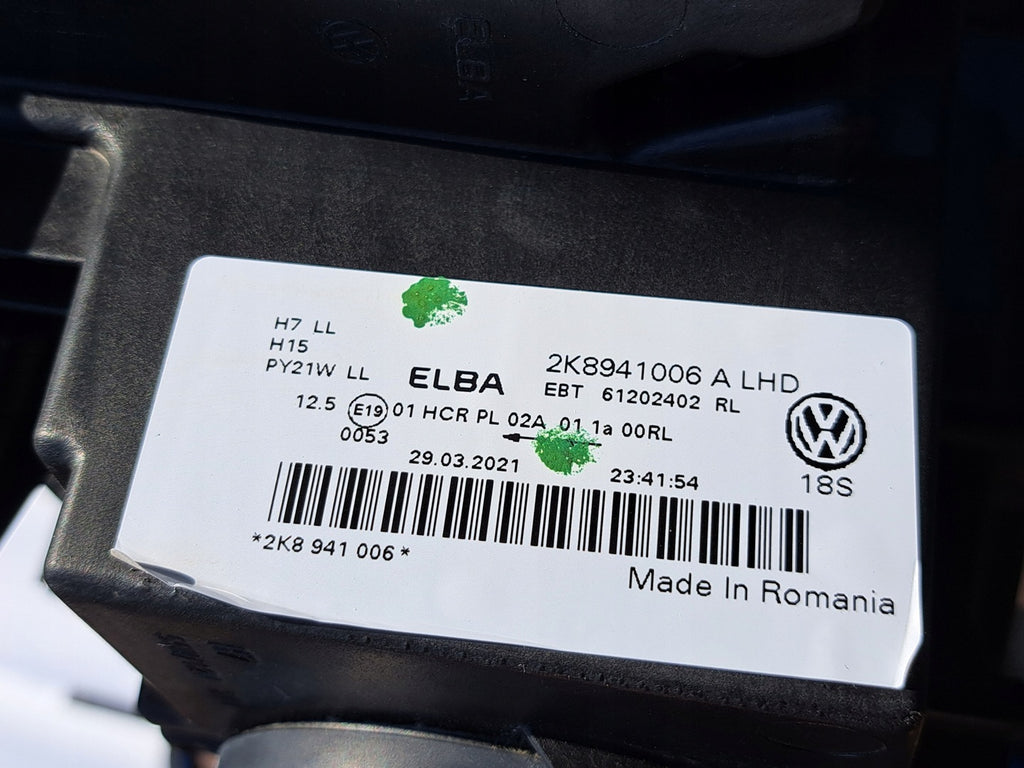 ELBA
H7 LL
H15
PY21W LL
ELBA
2K8941006 A LHD
EBT 61202402 RL
12.5 E19 01 HCR PL 02A 01 1a 00RL
0053
29.03.2021 23:41:54
18S
*2K8 941 006*
Made In Romania